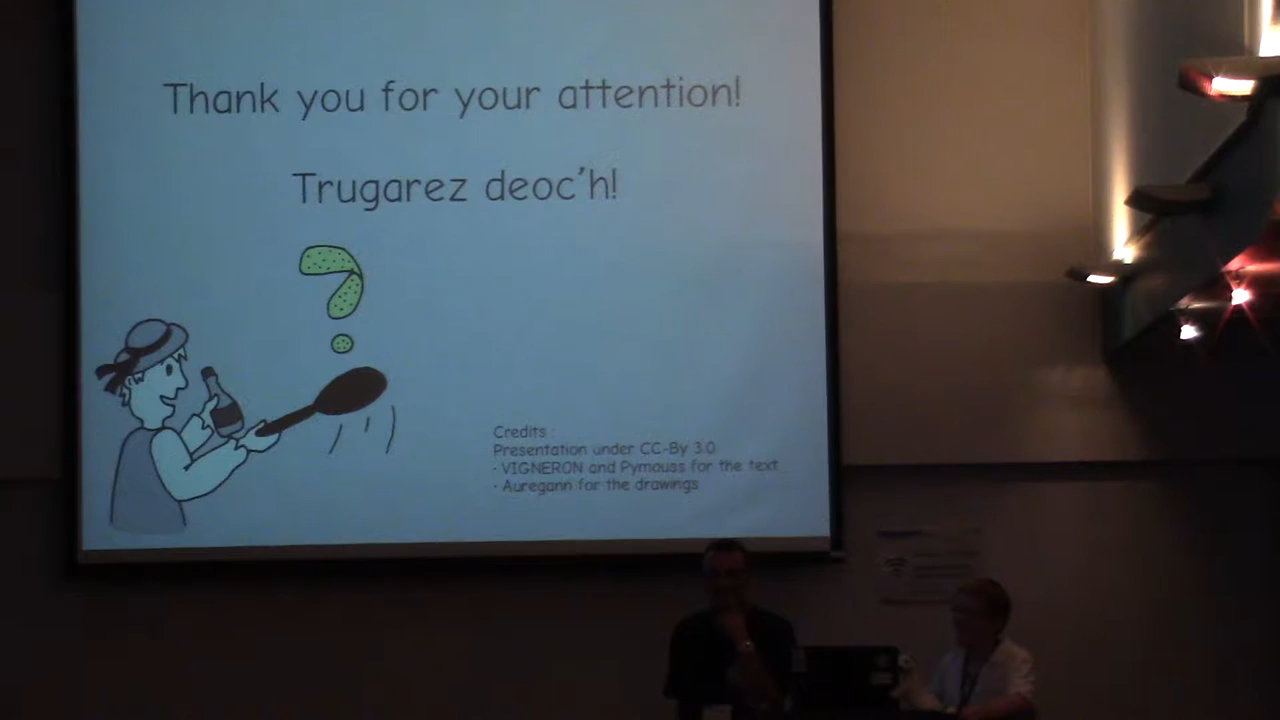 Thank you for your attention!
Trugarez deoc'h!
?
Credits :
Presentation under CC-By 3.0
- VIGNERON and Pymouss for the text
- Auregann for the drawings